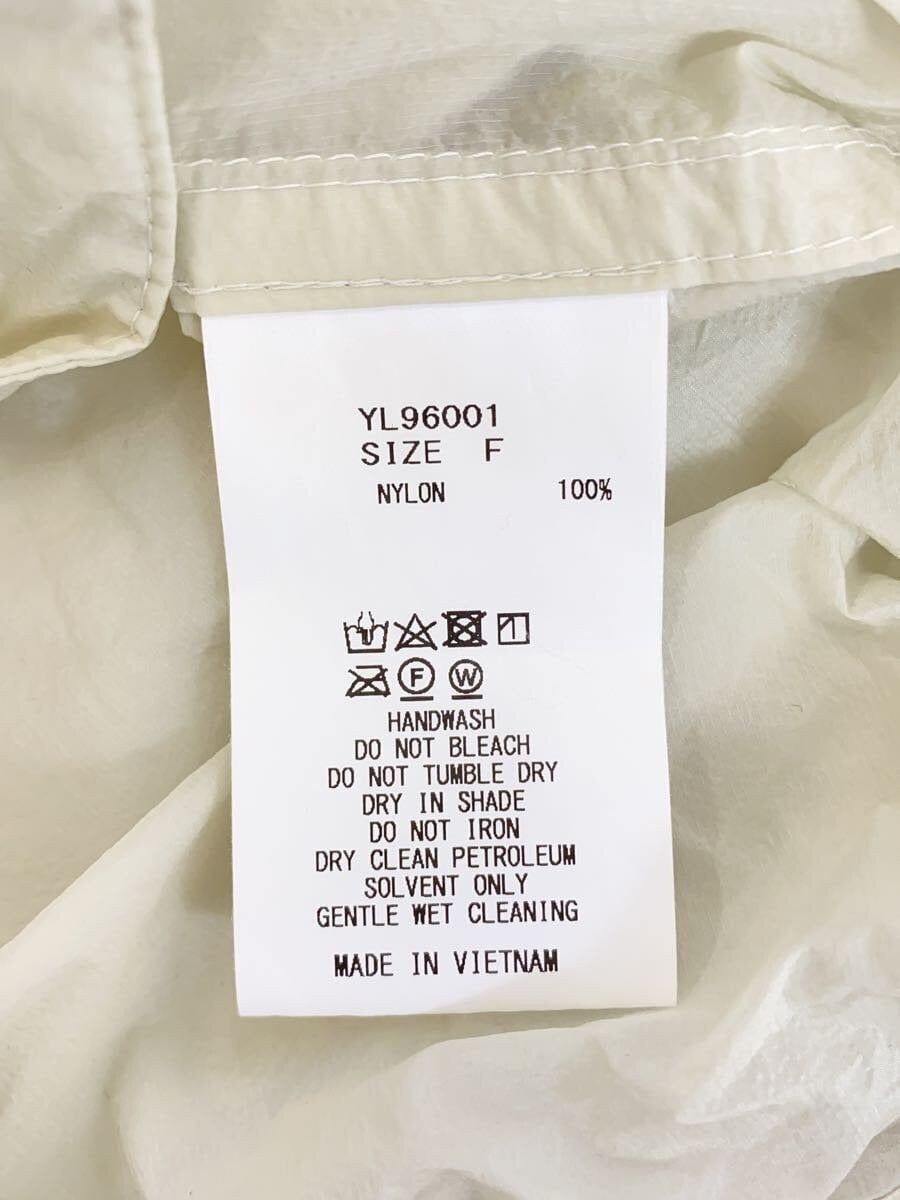 YL96001
SIZE F
NYLON 100%
F W
HANDWASH
DO NOT BLEACH
DO NOT TUMBLE DRY
DRY IN SHADE
DO NOT IRON
DRY CLEAN PETROLEUM
SOLVENT ONLY
GENTLE WET CLEANING
MADE IN VIETNAM